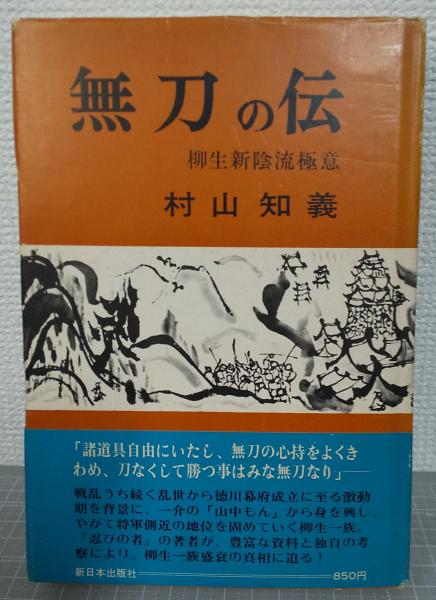 無刀の伝
柳生新陰流極意
村山知義
「諸道具自由にいたし、無刀の心持をよくき
わめ、刀なくして勝つ事はみな無刀なり」――
戦乱うち続く乱世から徳川幕府成立に至る激動
期を背景に、一介の“山中もん”から身を興し、
やがて将軍側近の地位を固めていく柳生一族。
『忍びの者』の著者が、豊富な資料と独自の考
察により、柳生一族盛衰の真相に迫る！
新日本出版社――850円